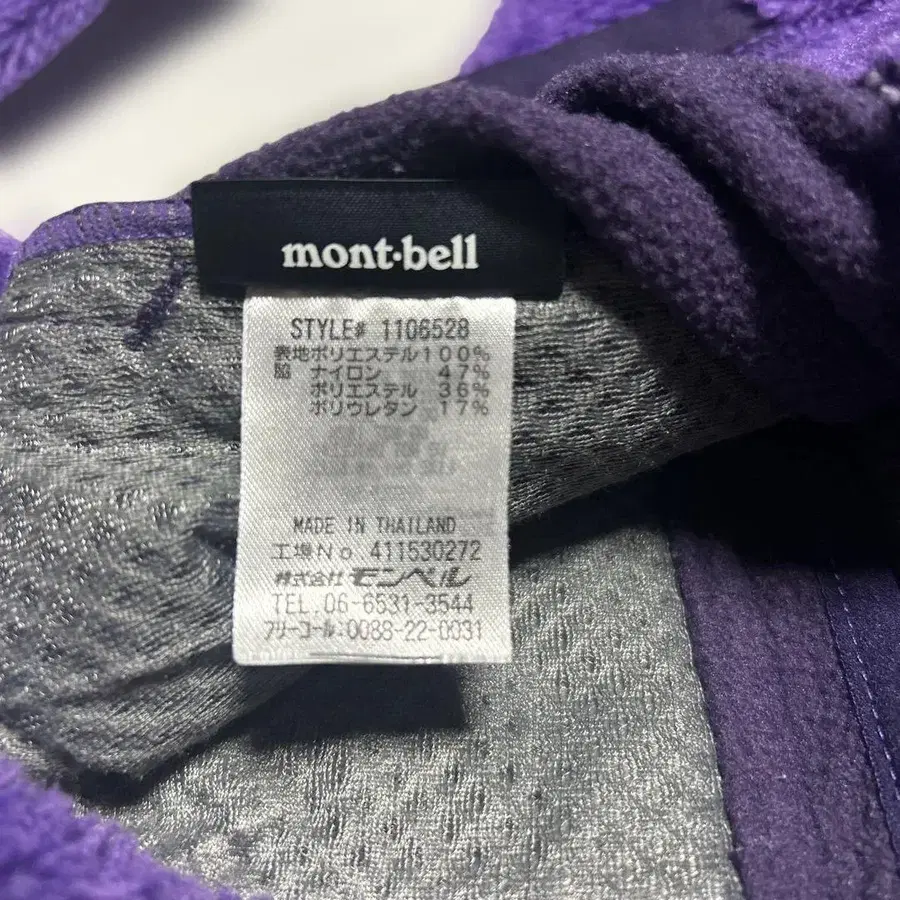 mont·bell
STYLE# 1106528
表地ポリエステル100%
脇 ナイロン 47%
ポリエステル 36%
ポリウレタン 17%
MADE IN THAILAND
工場No 411530272
株式会社モンベル
TEL.06-6531-3544
フリーコール:0088-22-0031